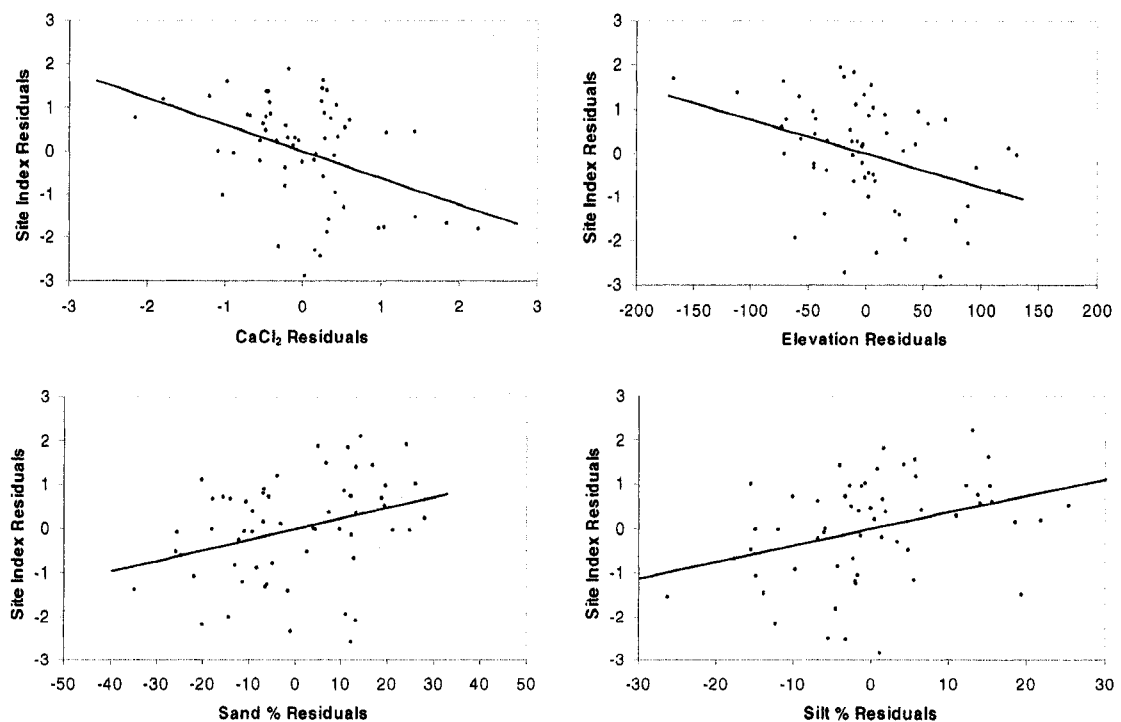 3
2
1
0
-1
-2
-3
Site Index Residuals
-3 -2 -1 0 1 2 3
CaCl₂ Residuals
3
2
1
0
-1
-2
-3
Site Index Residuals
-200 -150 -100 -50 0 50 100 150 200
Elevation Residuals
3
2
1
0
-1
-2
-3
Site Index Residuals
-50 -40 -30 -20 -10 0 10 20 30 40 50
Sand % Residuals
3
2
1
0
-1
-2
-3
Site Index Residuals
-30 -20 -10 0 10 20 30
Silt % Residuals